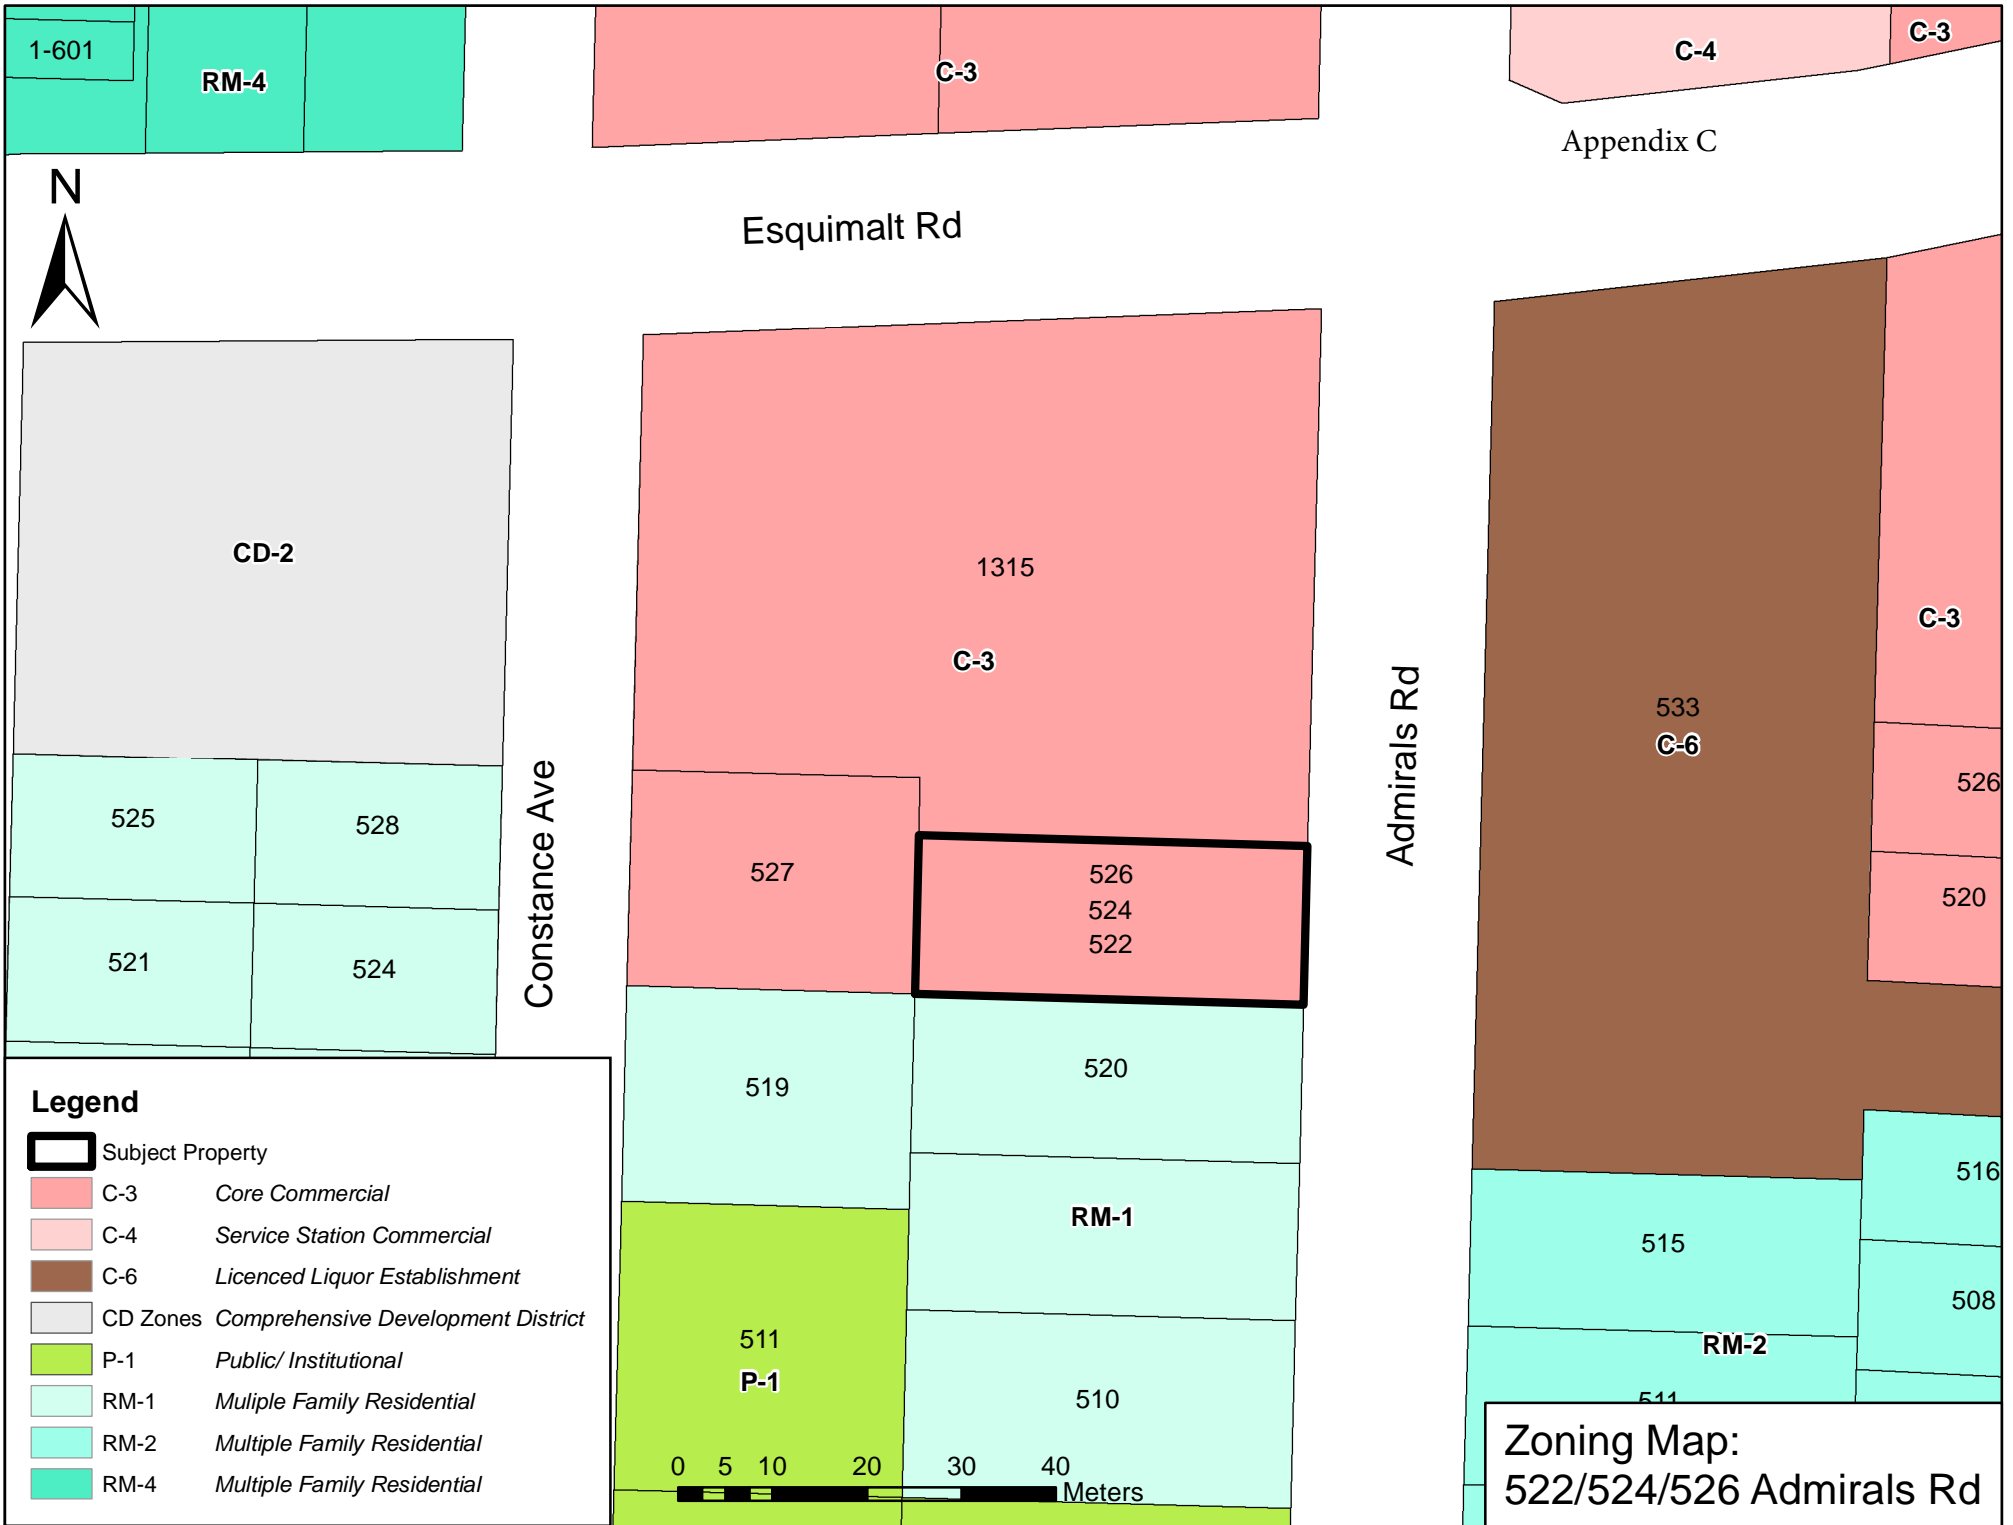 1-601
RM-4
C-3
C-4
C-3
Appendix C
N
Esquimalt Rd
CD-2
1315
C-3
C-3
533
C-6
Admirals Rd
Constance Ave
525
528
527
526
524
522
526
520
521
524
519
520
RM-1
516
515
508
RM-2
511
511
P-1
510
Legend
Subject Property
C-3 Core Commercial
C-4 Service Station Commercial
C-6 Licenced Liquor Establishment
CD Zones Comprehensive Development District
P-1 Public/ Institutional
RM-1 Muliple Family Residential
RM-2 Multiple Family Residential
RM-4 Multiple Family Residential
0 5 10 20 30 40
Meters
Zoning Map:
522/524/526 Admirals Rd